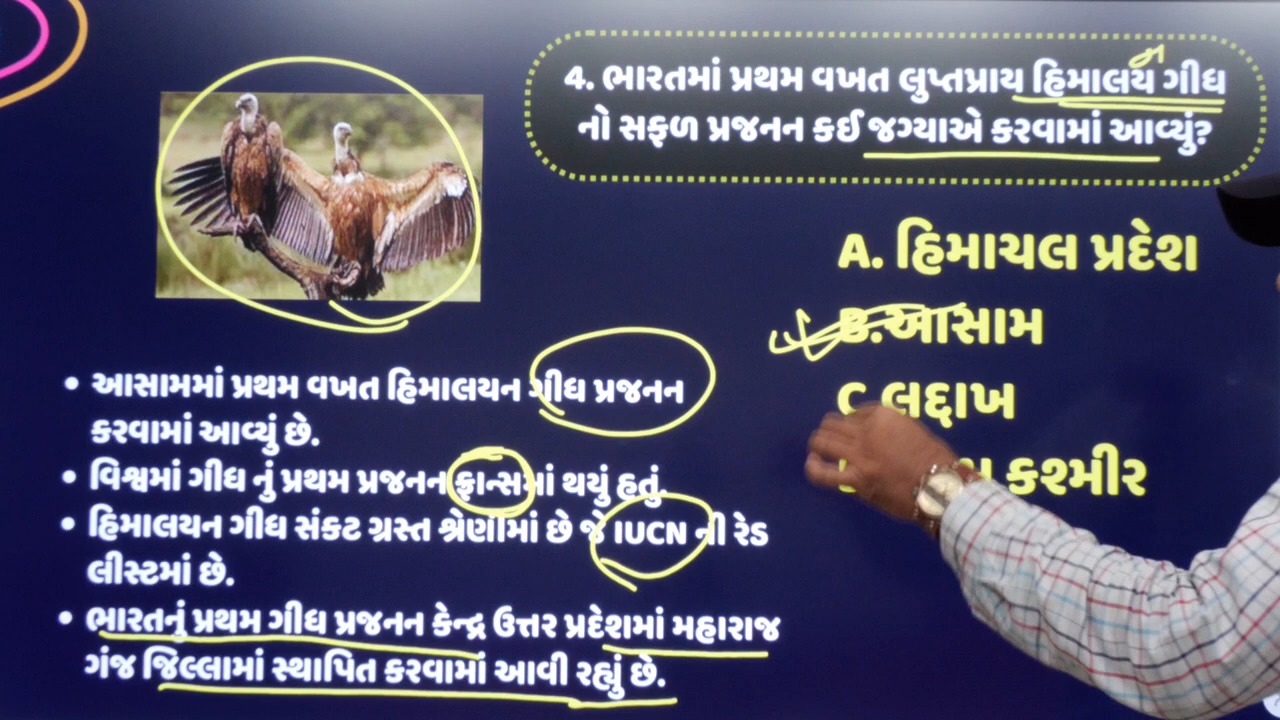 4. ભારતમાં પ્રથમ વખત લુપ્તપ્રાય હિમાલય ગીધ
ન
નો સફળ પ્રજનન કઈ જગ્યાએ કરવામાં આવ્યું?
A. હિમાચલ પ્રદેશ
B.આસામ
C લદ્દાખ
કશ્મીર
• આસામમાં પ્રથમ વખત હિમાલયન ગીધ પ્રજનન
કરવામાં આવ્યું છે.
• વિશ્વમાં ગીધ નું પ્રથમ પ્રજનન ફ્રાન્સમાં થયું હતું.
• હિમાલયન ગીધ સંકટ ગ્રસ્ત શ્રેણીમાં છે જે IUCN ની રેડ
લીસ્ટમાં છે.
• ભારતનું પ્રથમ ગીધ પ્રજનન કેન્દ્ર ઉત્તર પ્રદેશમાં મહારાજ
ગંજ જિલ્લામાં સ્થાપિત કરવામાં આવી રહ્યું છે.